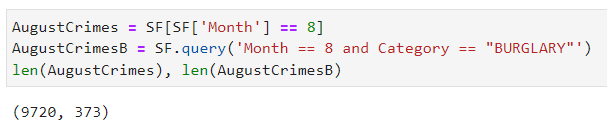 AugustCrimes = SF[SF['Month'] == 8]
AugustCrimesB = SF.query('Month == 8 and Category == "BURGLARY"')
len(AugustCrimes), len(AugustCrimesB)
(9720, 373)